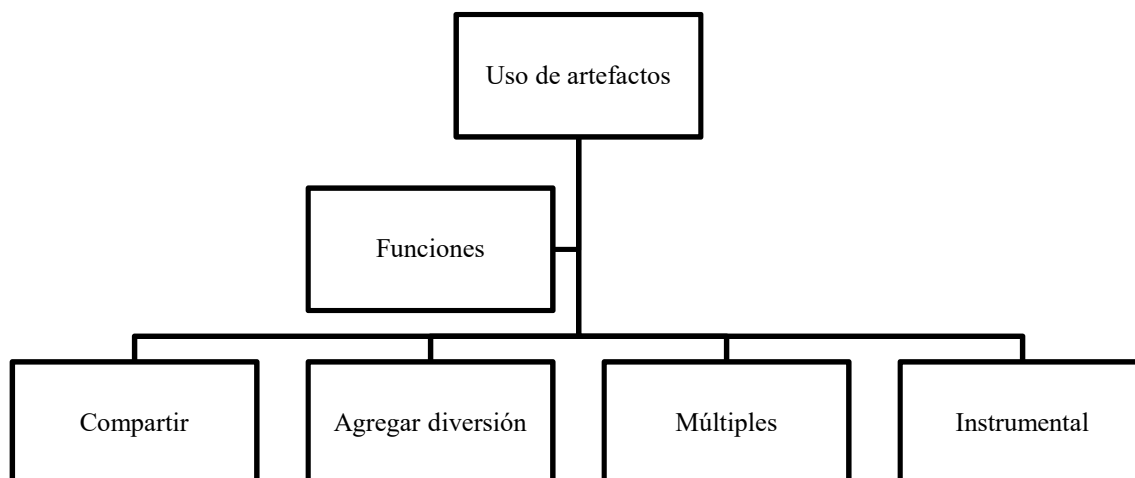 Uso de artefactos
Funciones
Compartir
Agregar diversión
Múltiples
Instrumental